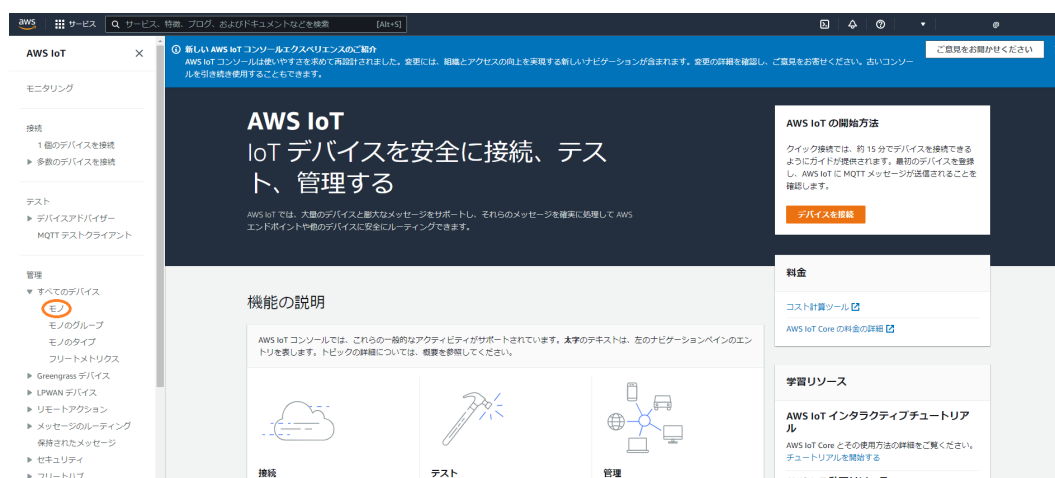 aws サービス サービス、特徴、ブログ、およびドキュメントなどを検索 [Alt+S] @
AWS IoT ×
モニタリング
接続
1 個のデバイスを接続
多数のデバイスを接続
テスト
デバイスアドバイザー
MQTT テストクライアント
管理
すべてのデバイス
モノ
モノのグループ
モノのタイプ
フリートメトリクス
Greengrass デバイス
LPWAN デバイス
リモートアクション
メッセージのルーティング
保持されたメッセージ
セキュリティ
フリートハブ
新しい AWS IoT コンソールエクスペリエンスのご紹介
AWS IoT コンソールは使いやすさを求めて再設計されました。変更には、組織とアクセスの向上を実現する新しいナビゲーションが含まれます。変更の詳細を確認し、ご意見をお寄せください。古いコンソー
ルを引き続き使用することもできます。
ご意見をお聞かせください
AWS IoT
IoT デバイスを安全に接続、テス
ト、管理する
AWS IoT では、大量のデバイスと膨大なメッセージをサポートし、それらのメッセージを確実に処理して AWS
エンドポイントや他のデバイスに安全にルーティングできます。
AWS IoT の開始方法
クイック接続では、約 15 分でデバイスを接続できる
ようにガイドが提供されます。最初のデバイスを登録
し、AWS IoT に MQTT メッセージが送信されることを
確認します。
デバイスを接続
料金
コスト計算ツール
AWS IoT Core の料金の詳細
機能の説明
AWS IoT コンソールでは、これらの一般的なアクティビティがサポートされています。太字のテキストは、左のナビゲーションペインのエン
トリを表します。トピックの詳細については、概要を参照してください。
接続
テスト
管理
学習リソース
AWS IoT インタラクティブチュートリア
ル
AWS IoT Core とその使用方法の詳細をご覧ください。
チュートリアルを開始する